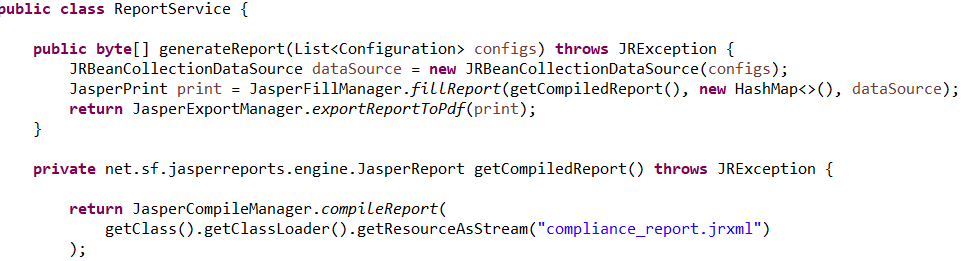 public class ReportService {
public byte[] generateReport(List<Configuration> configs) throws JRException {
JRBeanCollectionDataSource dataSource = new JRBeanCollectionDataSource(configs);
JasperPrint print = JasperFillManager.fillReport(getCompiledReport(), new HashMap<>(), dataSource);
return JasperExportManager.exportReportToPdf(print);
}
private net.sf.jasperreports.engine.JasperReport getCompiledReport() throws JRException {
return JasperCompileManager.compileReport(
getClass().getClassLoader().getResourceAsStream("compliance_report.jrxml")
);